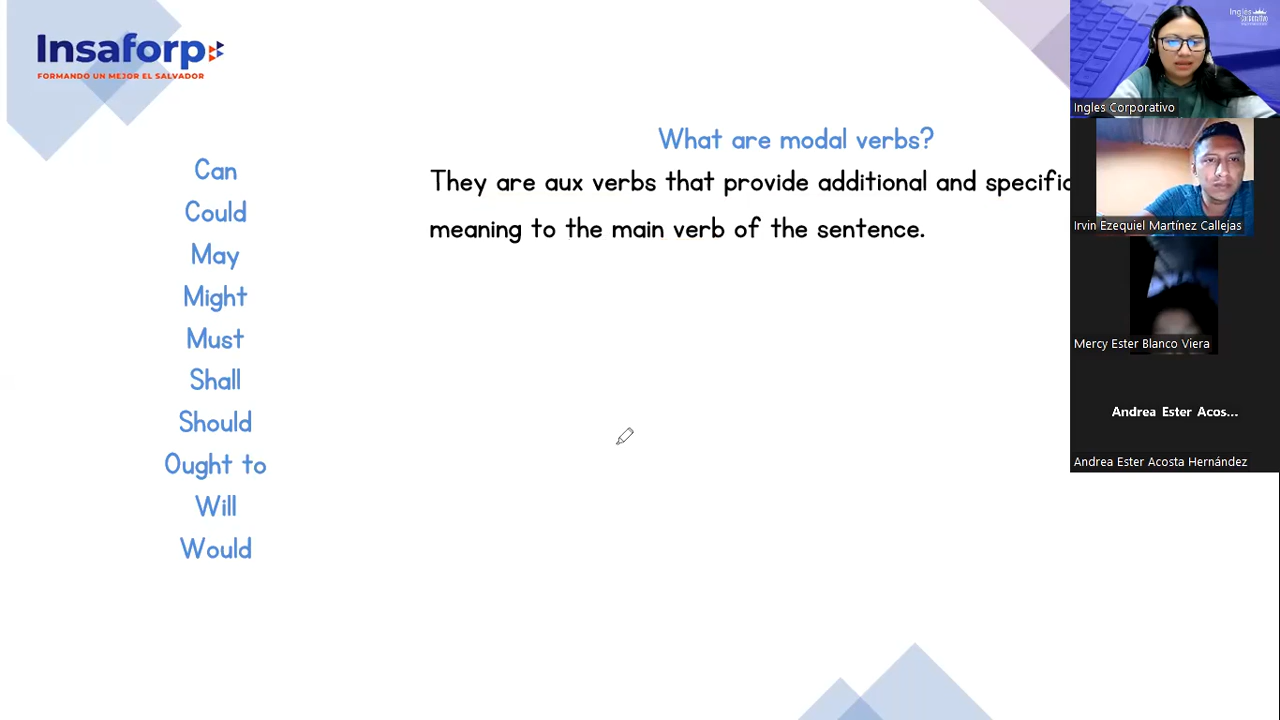 Insaforp
FORMANDO UN MEJOR EL SALVADOR
Can
Could
May
Might
Must
Shall
Should
Ought to
Will
Would
What are modal verbs?
They are aux verbs that provide additional and specific
meaning to the main verb of the sentence.
Inglés
Ingles Corporativo
Irvin Ezequiel Martínez Callejas
Mercy Ester Blanco Viera
Andrea Ester Acos...
Andrea Ester Acosta Hernández